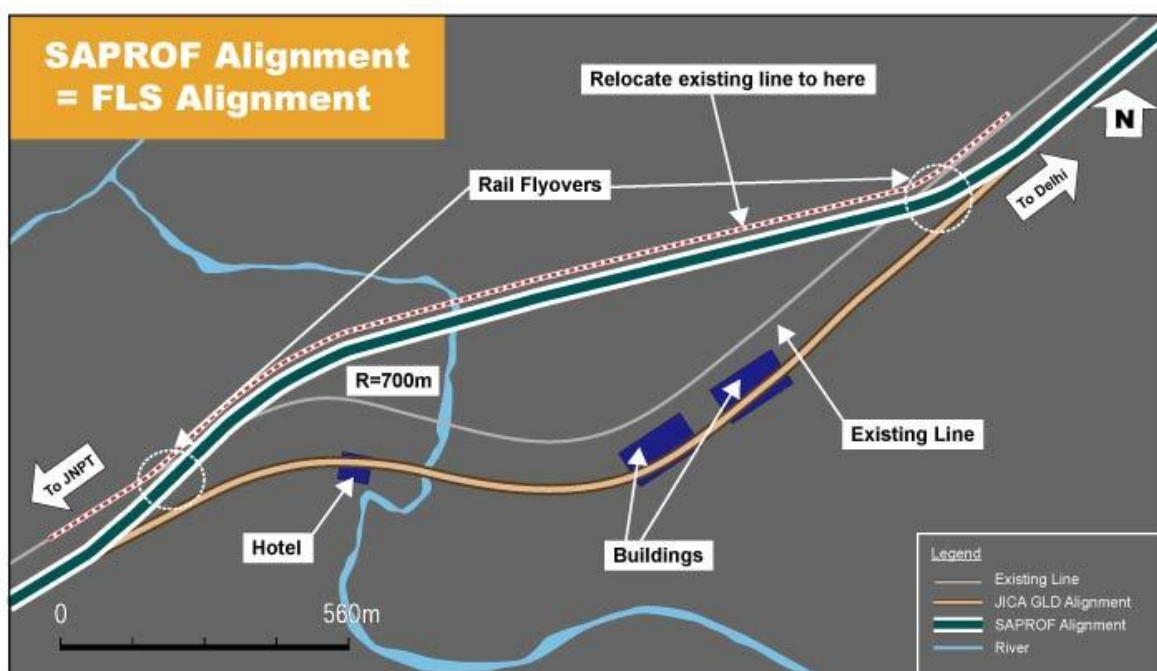 SAPROF Alignment
= FLS Alignment
Relocate existing line to here
N
Rail Flyovers
To Delhi
R=700m
Existing Line
To JNPT
Hotel
Buildings
0
560m
Legend
Existing Line
JICA GLD Alignment
SAPROF Alignment
River